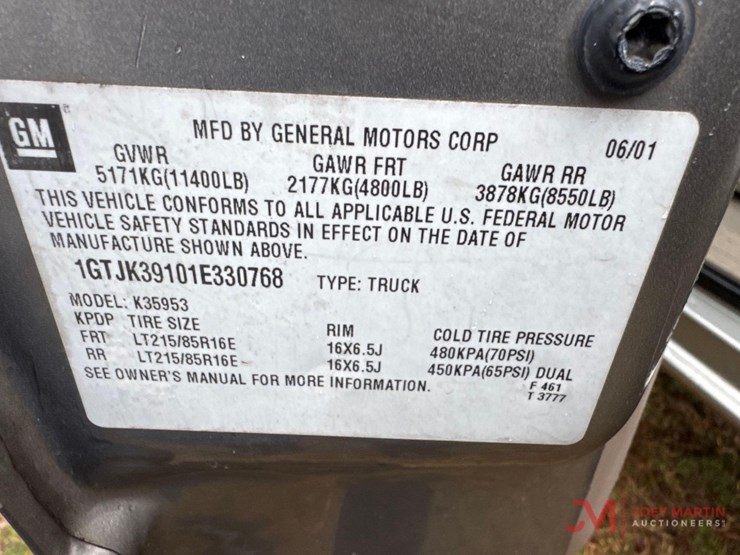 GM
MFD BY GENERAL MOTORS CORP 06/01
GVWR GAWR FRT GAWR RR
5171KG(11400LB) 2177KG(4800LB) 3878KG(8550LB)
THIS VEHICLE CONFORMS TO ALL APPLICABLE U.S. FEDERAL MOTOR
VEHICLE SAFETY STANDARDS IN EFFECT ON THE DATE OF
MANUFACTURE SHOWN ABOVE.
1GTJK39101E330768 TYPE: TRUCK
MODEL: K35953
KPDP TIRE SIZE RIM COLD TIRE PRESSURE
FRT LT215/85R16E 16X6.5J 480KPA(70PSI)
RR LT215/85R16E 16X6.5J 450KPA(65PSI) DUAL
SEE OWNER'S MANUAL FOR MORE INFORMATION.
F 461
T 3777
JOEY MARTIN
AUCTIONEERS